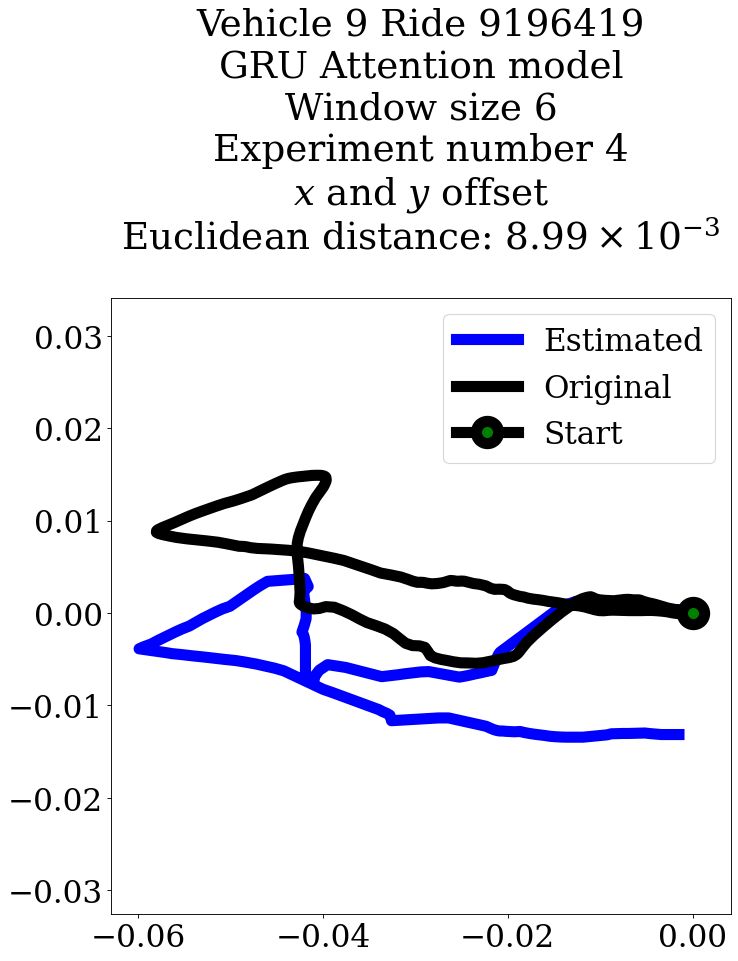 Vehicle 9 Ride 9196419
GRU Attention model
Window size 6
Experiment number 4
x and y offset
Euclidean distance: 8.99 × 10⁻³
Estimated
Original
Start
0.03
0.02
0.01
0.00
−0.01
−0.02
−0.03
−0.06 −0.04 −0.02 0.00